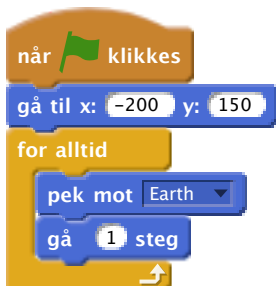 når klikkes
gå til x: -200 y: 150
for alltid
pek mot Earth
gå 1 steg